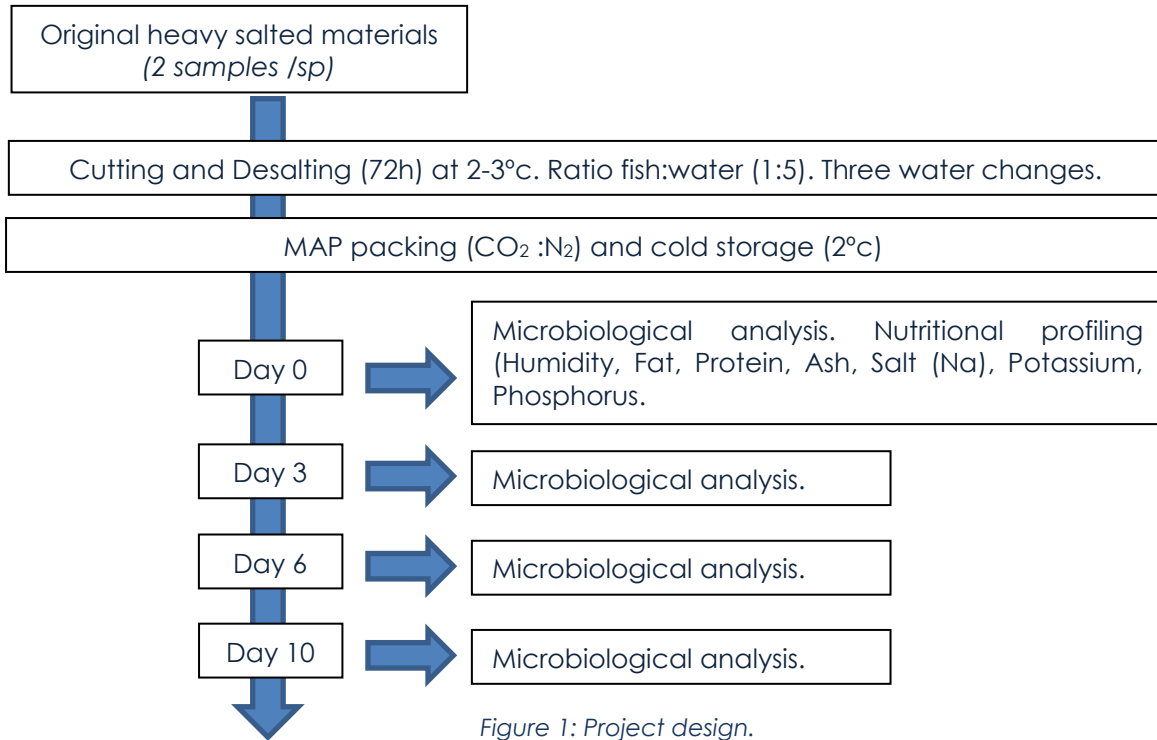 Original heavy salted materials
(2 samples /sp)
Cutting and Desalting (72h) at 2-3ºc. Ratio fish:water (1:5). Three water changes.
MAP packing (CO₂ :N₂) and cold storage (2ºc)
Day 0
Microbiological analysis. Nutritional profiling
(Humidity, Fat, Protein, Ash, Salt (Na), Potassium,
Phosphorus.
Day 3
Microbiological analysis.
Day 6
Microbiological analysis.
Day 10
Microbiological analysis.
Figure 1: Project design.